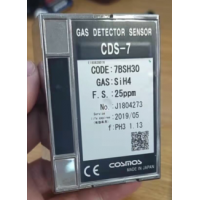 GAS DETECTOR SENSOR
CDS-7
CODE:7BSH30
GAS:SiH4
F.S.:25ppm
No.J1804273
2019/05
f:PH3 1.13
CE COSMOS
MADE IN JAPAN